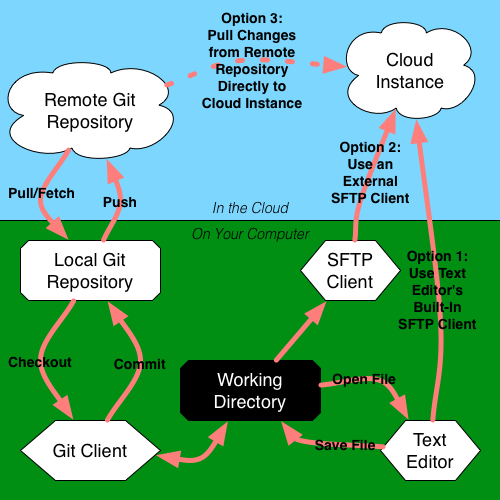 Option 3:
Pull Changes
from Remote
Repository
Directly to
Cloud Instance
Cloud
Instance
Remote Git
Repository
Option 2:
Use an
External
SFTP Client
Pull/Fetch
Push
In the Cloud
On Your Computer
Local Git
Repository
SFTP
Client
Option 1:
Use Text
Editor's
Built-In
SFTP Client
Checkout
Commit
Working
Directory
Open File
Git Client
Save File
Text
Editor